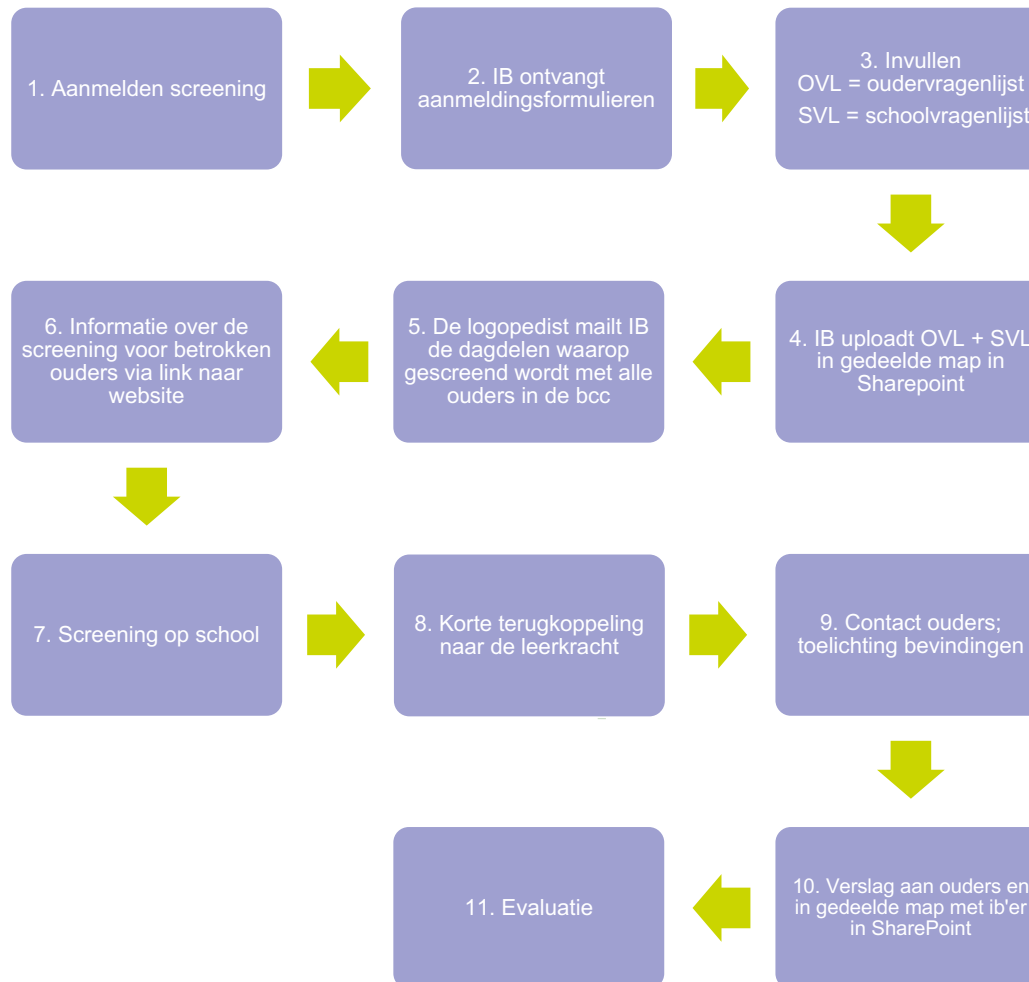 1. Aanmelden screening
2. IB ontvangt
aanmeldingsformulieren
3. Invullen
OVL = oudervragenlijst
SVL = schoolvragenlijst
4. IB uploadt OVL + SVL
in gedeelde map in
Sharepoint
5. De logopedist mailt IB
de dagdelen waarop
gescreend wordt met alle
ouders in de bcc
6. Informatie over de
screening voor betrokken
ouders via link naar
website
7. Screening op school
8. Korte terugkoppeling
naar de leerkracht
9. Contact ouders;
toelichting bevindingen
10. Verslag aan ouders en
in gedeelde map met ib'er
in SharePoint
11. Evaluatie